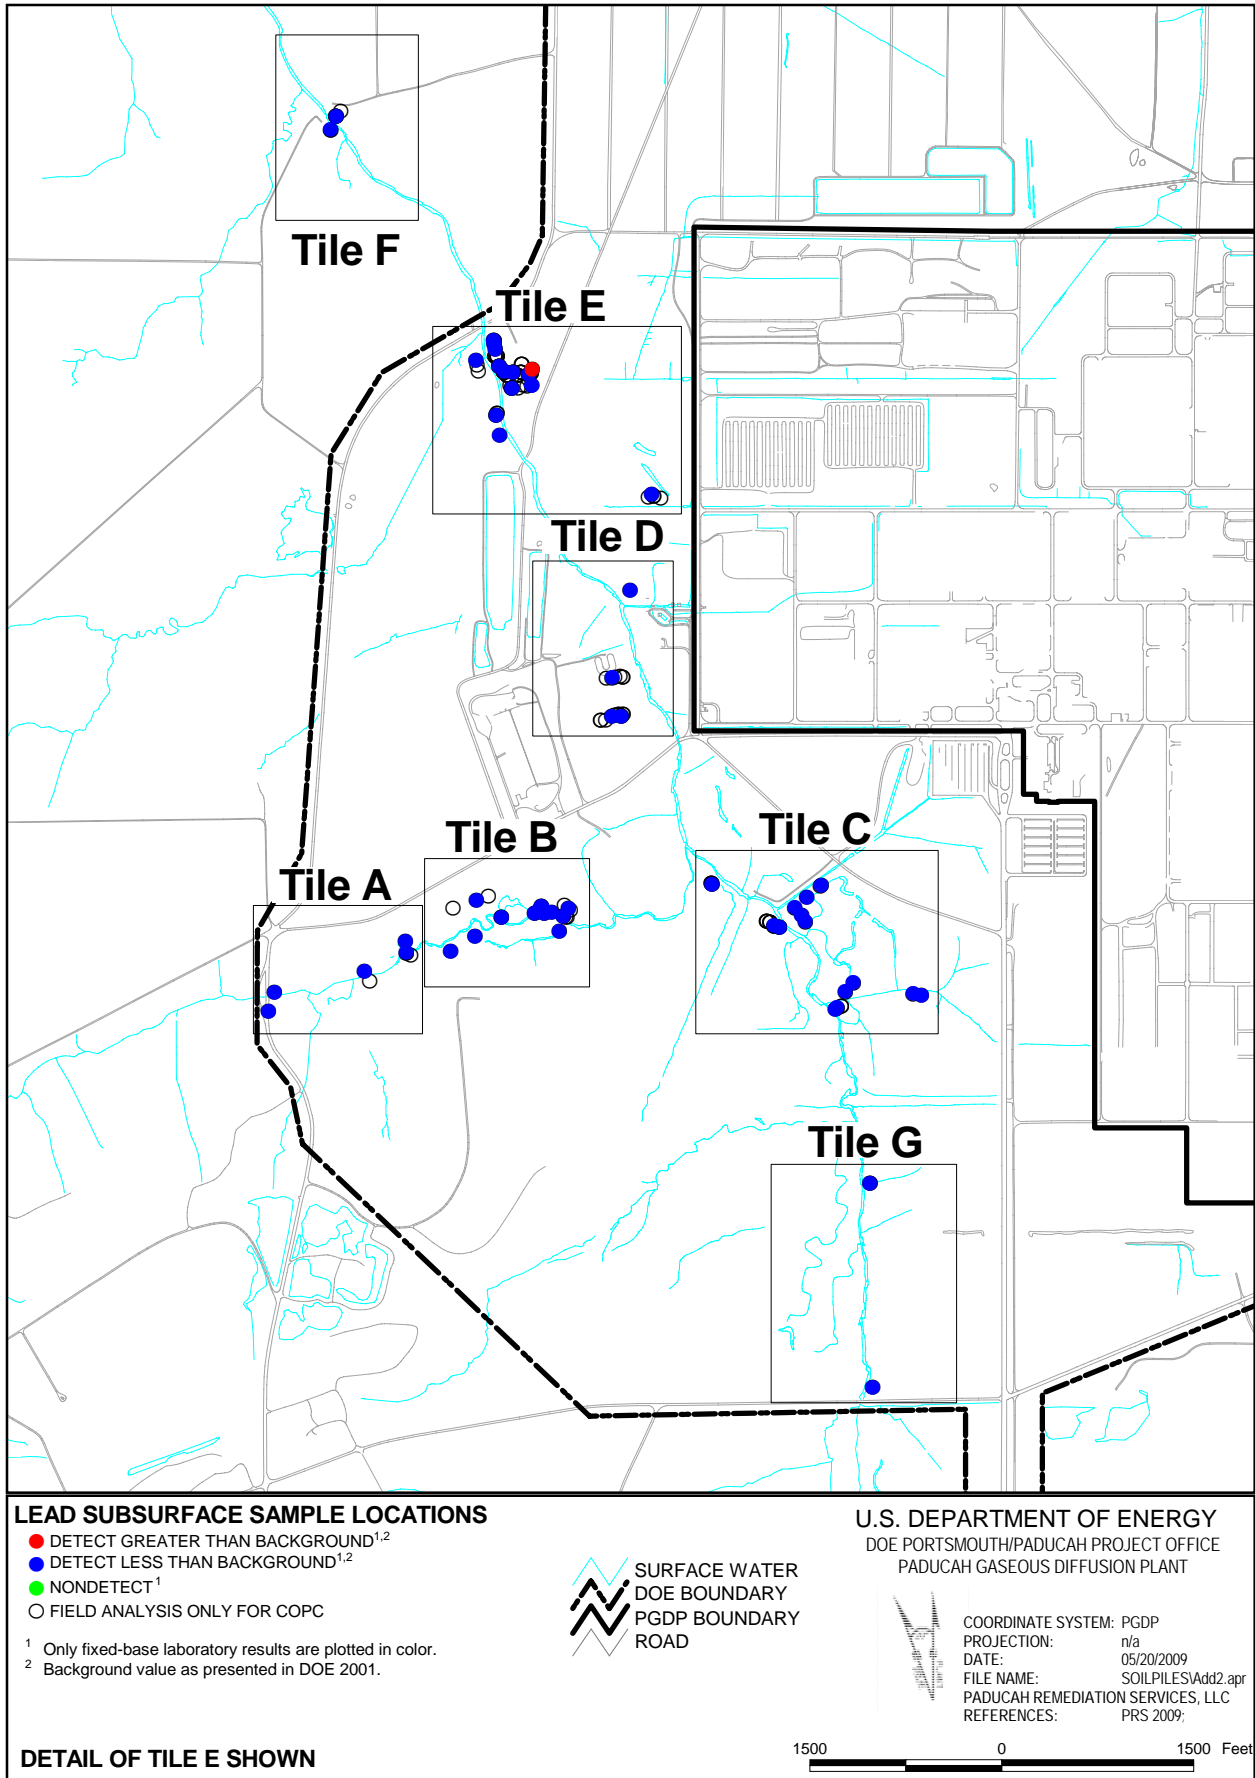 Tile F
Tile E
Tile D
Tile B
Tile C
Tile A
Tile G
LEAD SUBSURFACE SAMPLE LOCATIONS
DETECT GREATER THAN BACKGROUND1,2
DETECT LESS THAN BACKGROUND1,2
NONDETECT1
FIELD ANALYSIS ONLY FOR COPC
1 Only fixed-base laboratory results are plotted in color.
2 Background value as presented in DOE 2001.
DETAIL OF TILE E SHOWN
SURFACE WATER
DOE BOUNDARY
PGDP BOUNDARY
ROAD
U.S. DEPARTMENT OF ENERGY
DOE PORTSMOUTH/PADUCAH PROJECT OFFICE
PADUCAH GASEOUS DIFFUSION PLANT
COORDINATE SYSTEM: PGDP
PROJECTION: n/a
DATE: 05/20/2009
FILE NAME: SOILPILES\Add2.apr
PADUCAH REMEDIATION SERVICES, LLC
REFERENCES: PRS 2009;
1500 0 1500 Feet